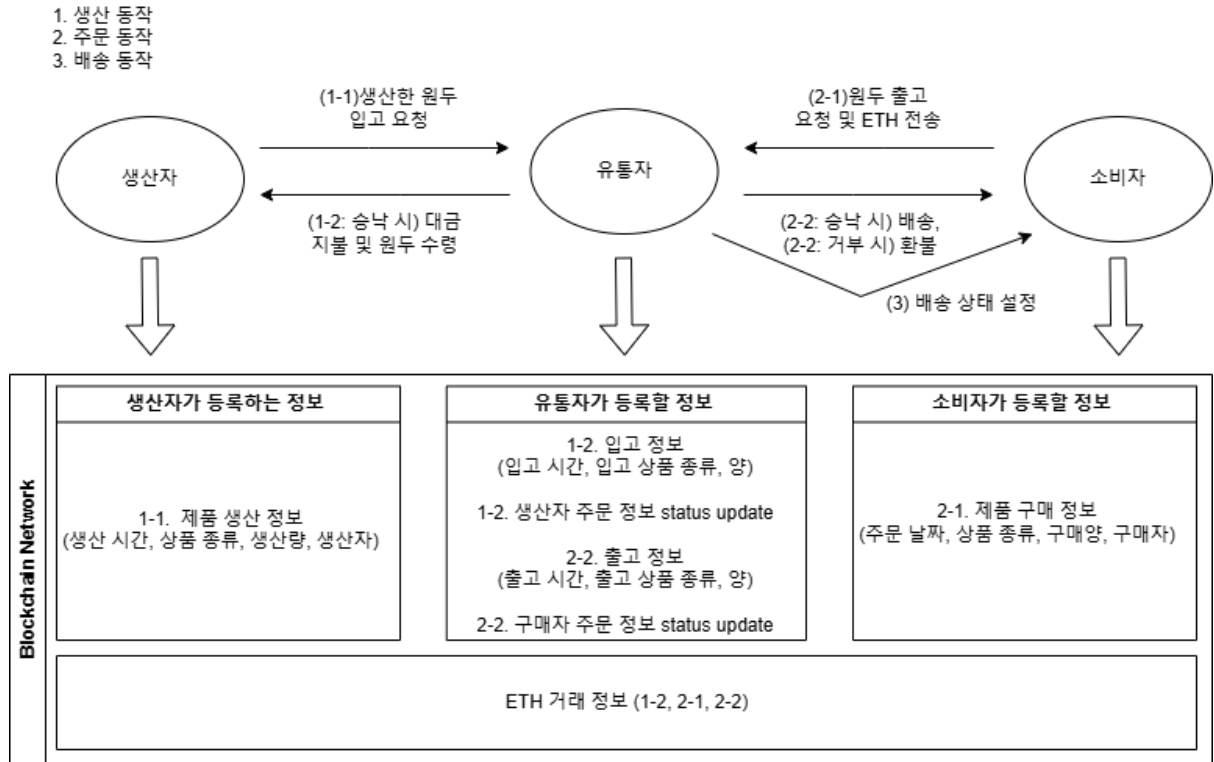 1. 생산 동작
2. 주문 동작
3. 배송 동작
(1-1)생산한 원두
입고 요청
(2-1)원두 출고
요청 및 ETH 전송
생산자
유통자
소비자
(1-2: 승낙 시) 대금
지불 및 원두 수령
(2-2: 승낙 시) 배송,
(2-2: 거부 시) 환불
(3) 배송 상태 설정
Blockchain Network
생산자가 등록하는 정보
1-1. 제품 생산 정보
(생산 시간, 상품 종류, 생산량, 생산자)
유통자가 등록할 정보
1-2. 입고 정보
(입고 시간, 입고 상품 종류, 양)
1-2. 생산자 주문 정보 status update
2-2. 출고 정보
(출고 시간, 출고 상품 종류, 양)
2-2. 구매자 주문 정보 status update
소비자가 등록할 정보
2-1. 제품 구매 정보
(주문 날짜, 상품 종류, 구매양, 구매자)
ETH 거래 정보 (1-2, 2-1, 2-2)